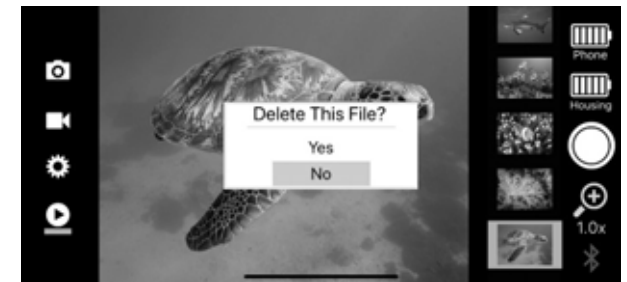 Delete This File?
Yes
No
Phone
Housing
1.0x